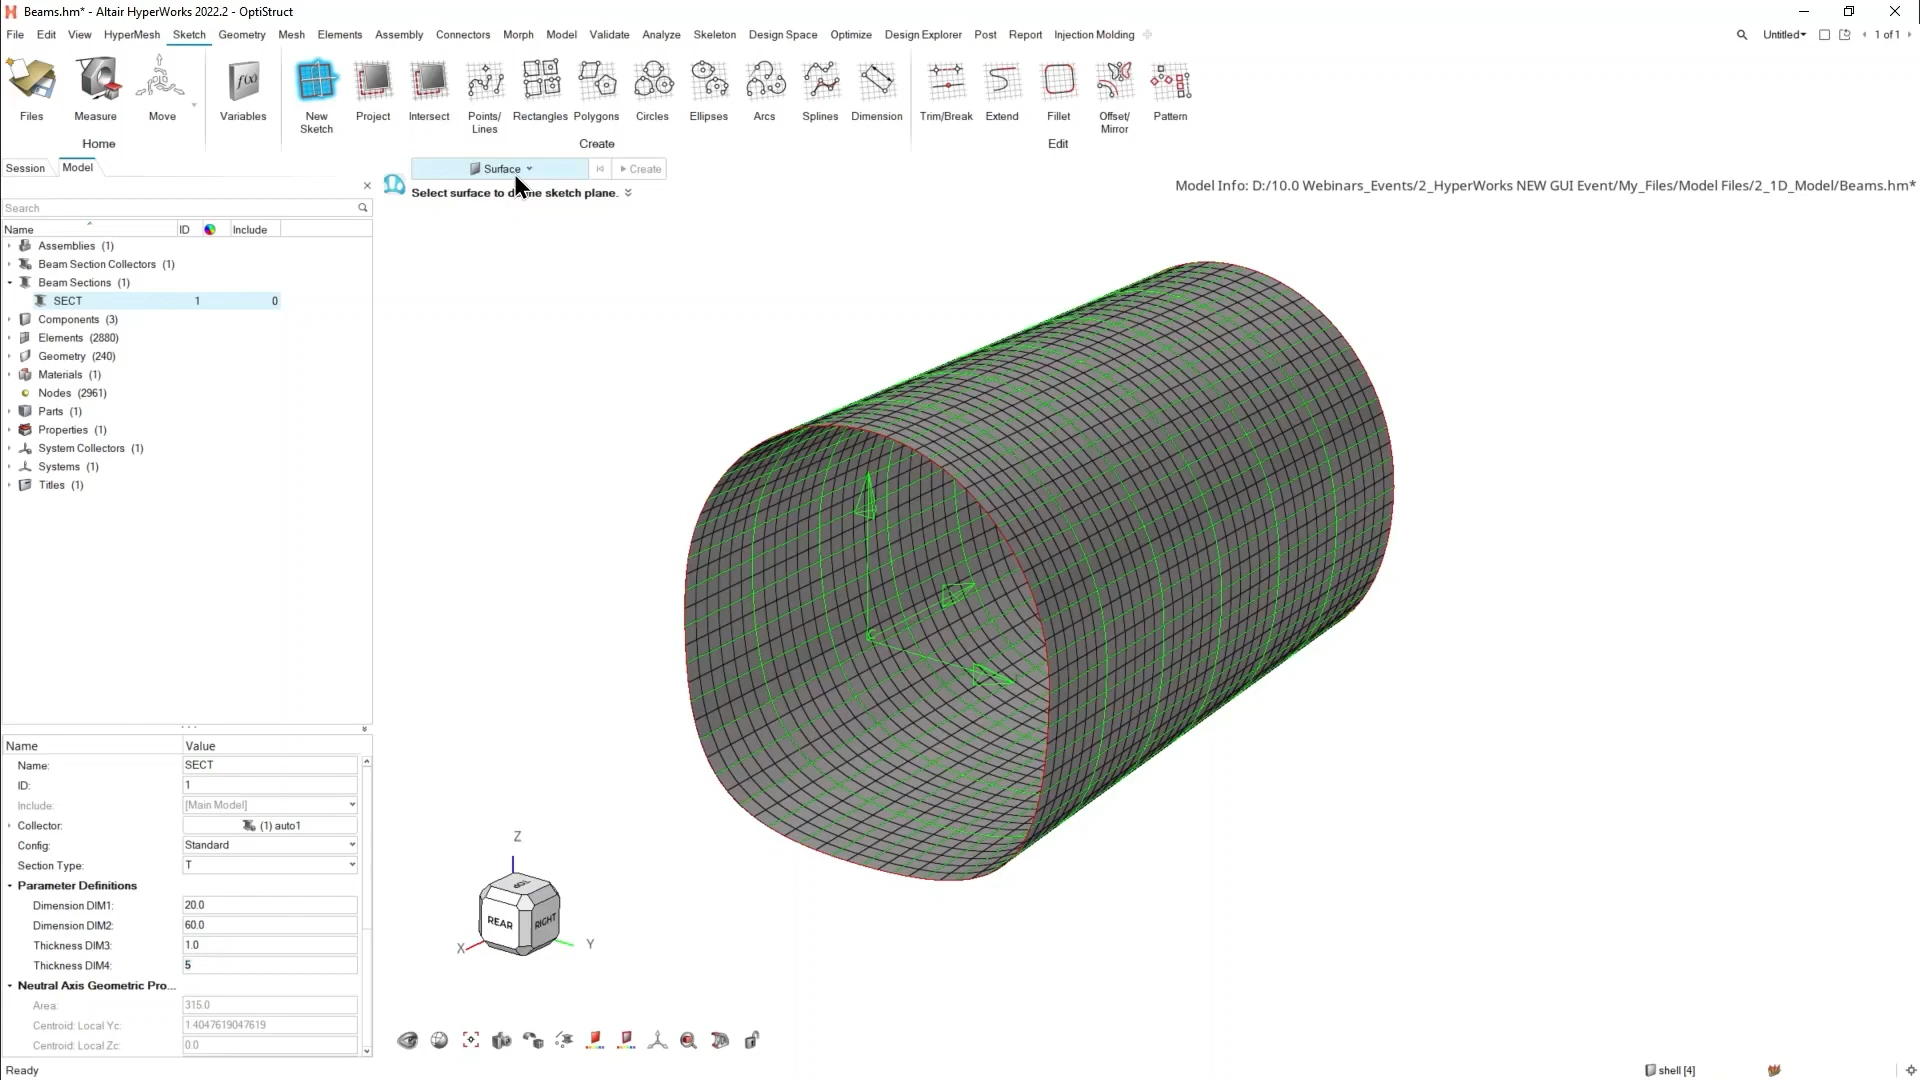 Beams.hm* - Altair HyperWorks 2022.2 - OptiStruct
File Edit View HyperMesh Sketch Geometry Mesh Elements Assembly Connectors Morph Model Validate Analyze Skeleton Design Space Optimize Design Explorer Post Report Injection Molding Untitled 1 of 1
Files Measure Move Variables New Sketch Project Intersect Points/ Lines Rectangles Polygons Circles Ellipses Arcs Splines Dimension Trim/Break Extend Fillet Offset/ Mirror Pattern
Home Create Edit
Session Model Surface Create
Select surface to sketch plane.
Model Info: D:/10.0 Webinars_Events/2_HyperWorks NEW GUI Event/My_Files/Model Files/2_1D_Model/Beams.hm*
Search
Name ID Include
Assemblies (1)
Beam Section Collectors (1)
Beam Sections (1)
SECT 1 0
Components (3)
Elements (2880)
Geometry (240)
Materials (1)
Nodes (2961)
Parts (1)
Properties (1)
System Collectors (1)
Systems (1)
Titles (1)
Name Value
Name: SECT
ID: 1
Include: [Main Model]
Collector: (1) auto1
Config: Standard
Section Type: T
Parameter Definitions
Dimension DIM1: 20.0
Dimension DIM2: 60.0
Thickness DIM3: 1.0
Thickness DIM4: 5
Neutral Axis Geometric Pro...
Area: 315.0
Centroid: Local Yc: 1.4047619047619
Centroid: Local Zc: 0.0
Z
TOP
REAR RIGHT
X Y
Ready shell [4]